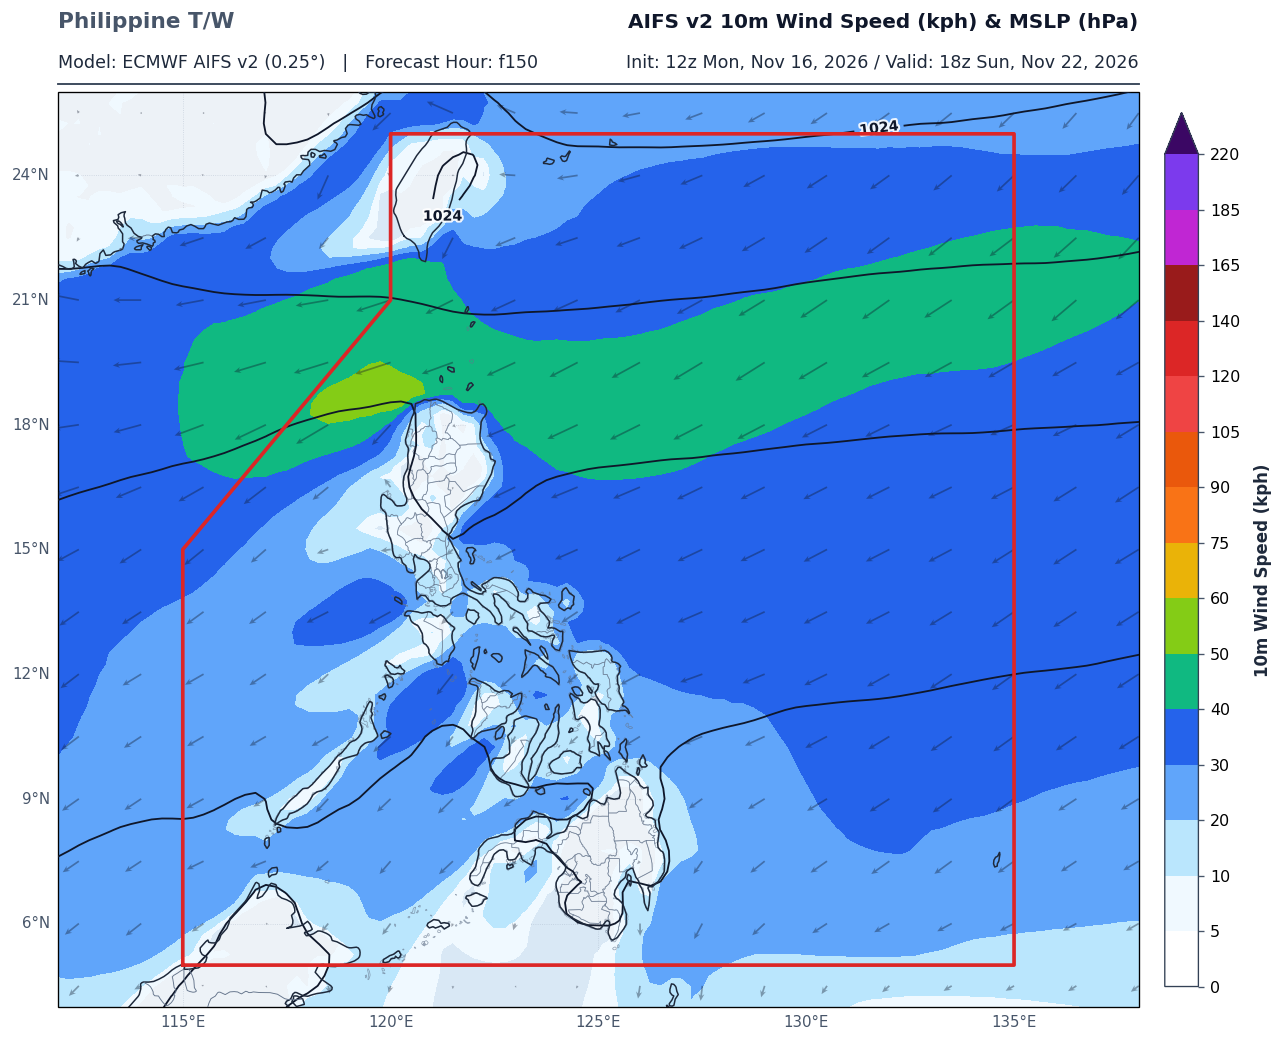 Philippine T/W
AIFS v2 10m Wind Speed (kph) & MSLP (hPa)
Model: ECMWF AIFS v2 (0.25°) | Forecast Hour: f150
Init: 12z Mon, Nov 16, 2026 / Valid: 18z Sun, Nov 22, 2026
1024
1024
24°N
21°N
18°N
15°N
12°N
9°N
6°N
115°E
120°E
125°E
130°E
135°E
220
185
165
140
120
105
90
75
60
50
40
30
20
10
5
0
10m Wind Speed (kph)